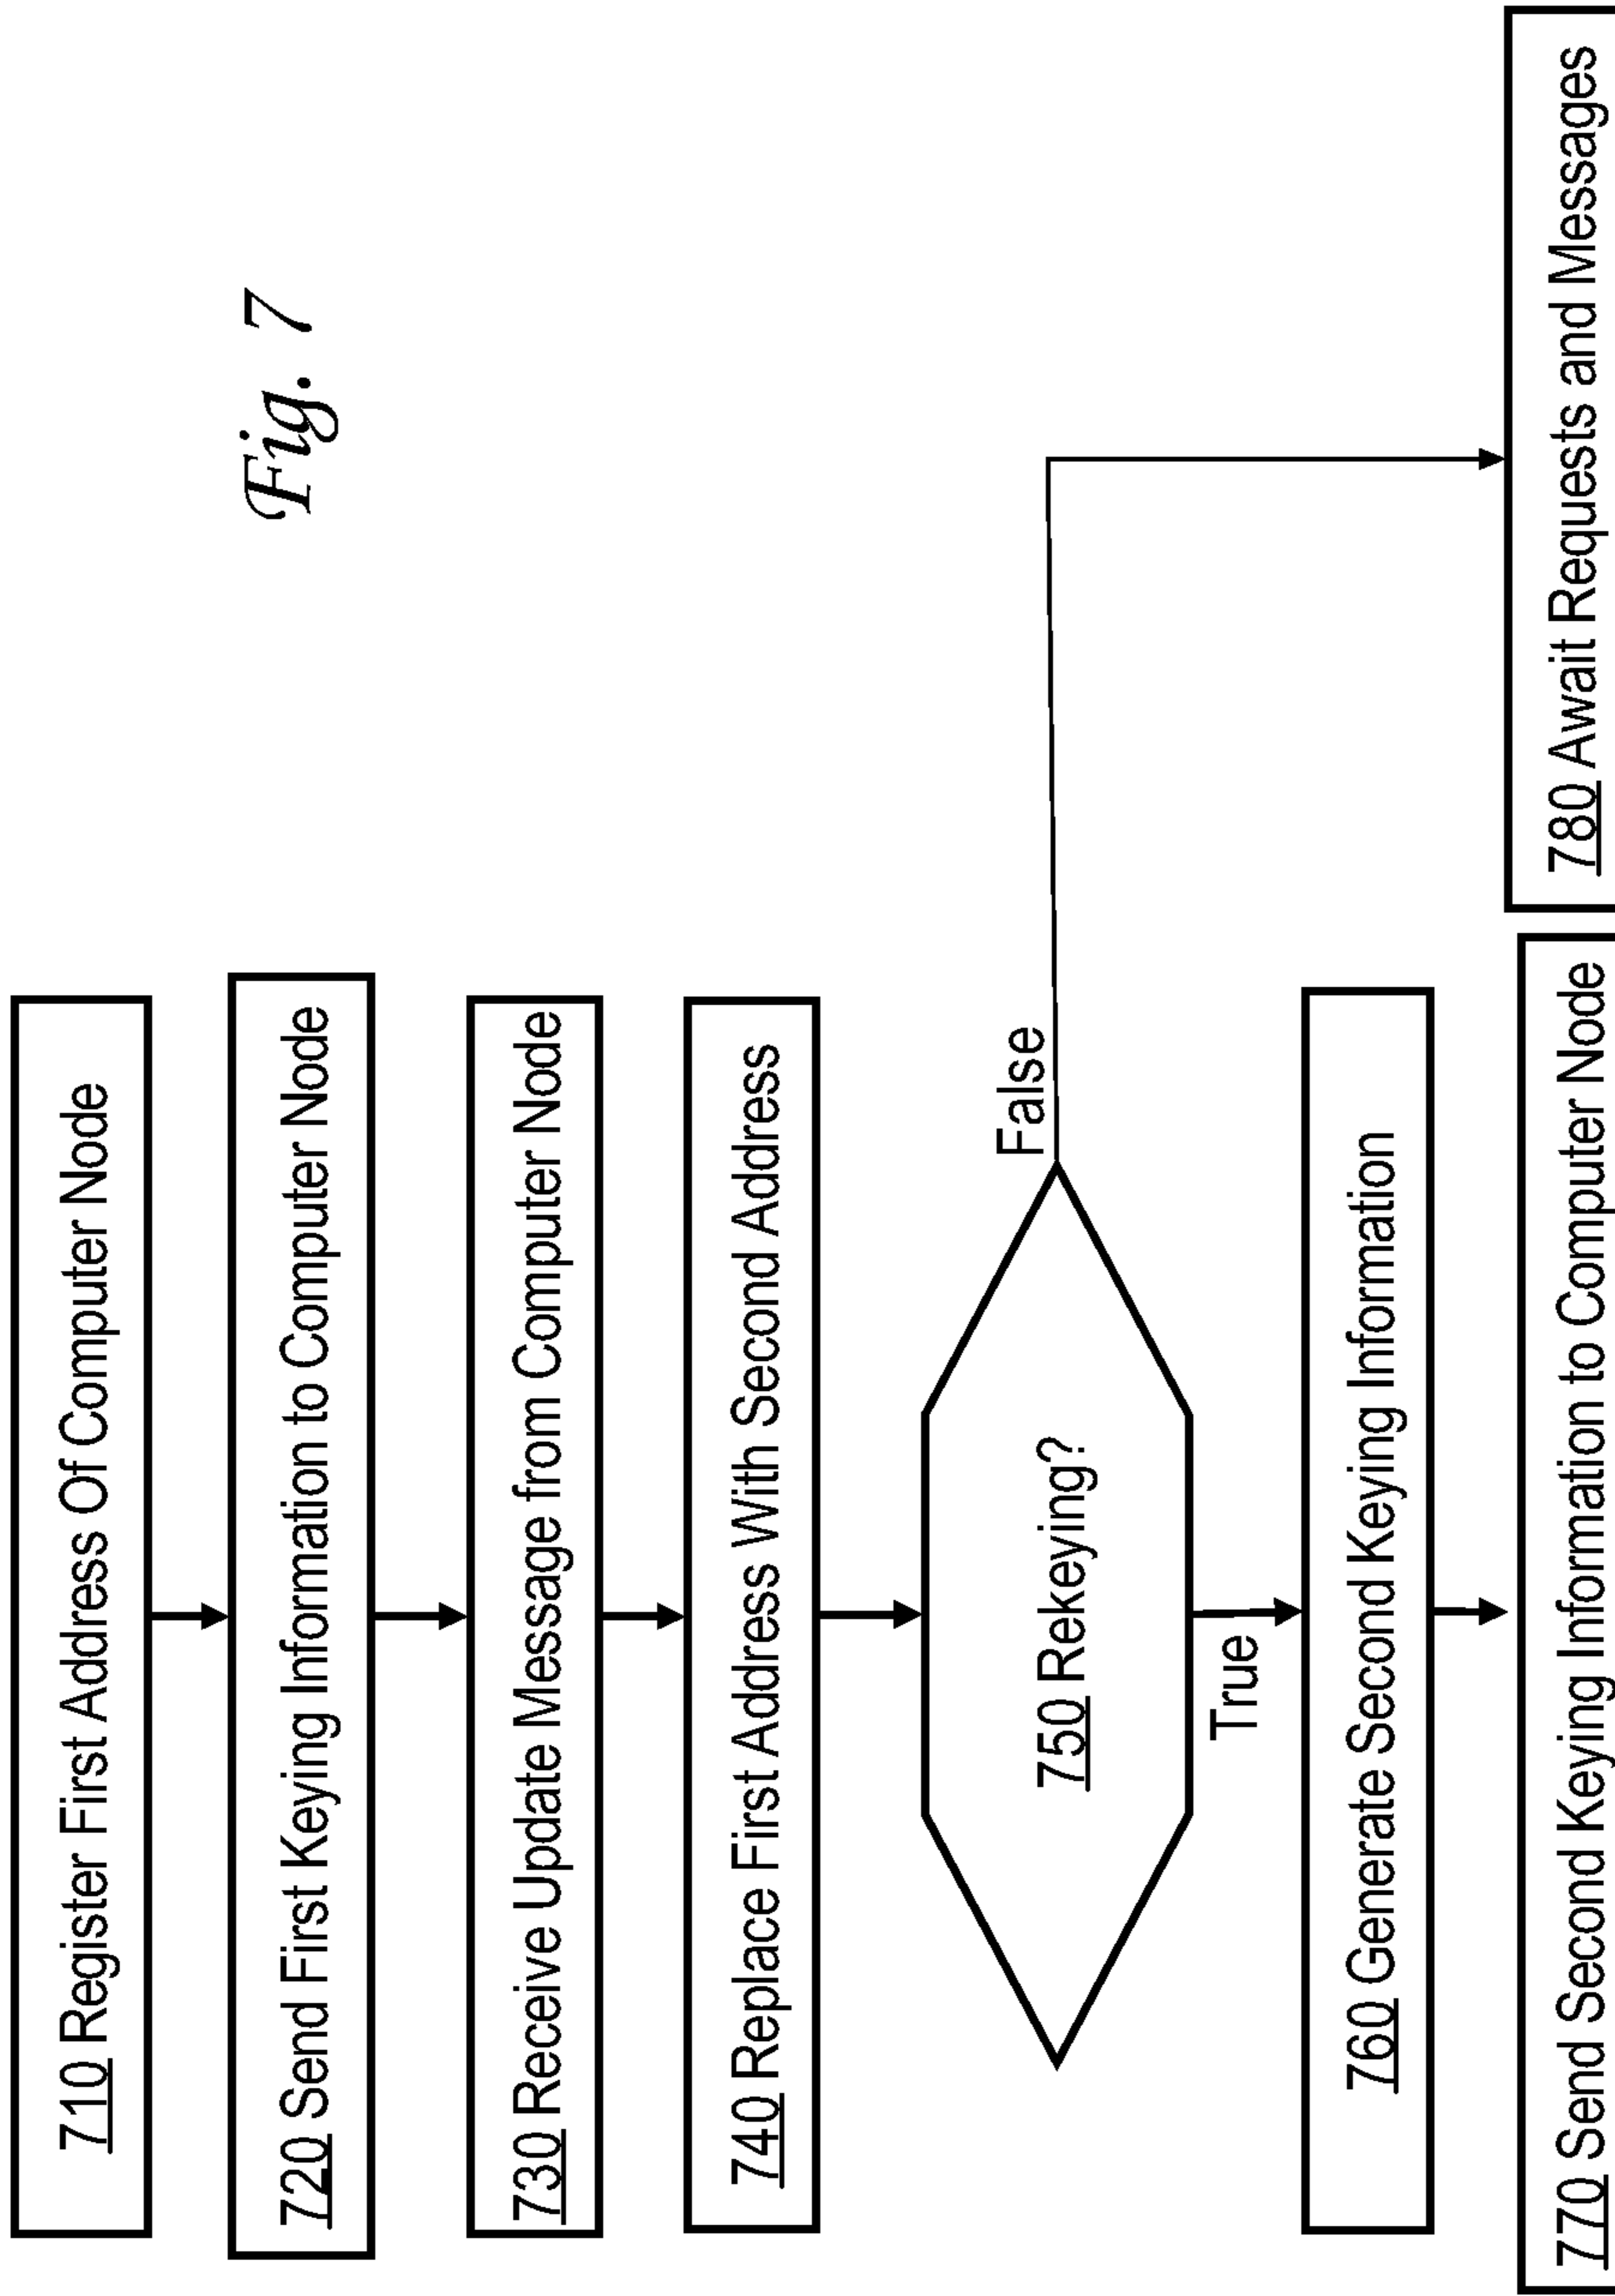 710 Register First Address Of Computer Node
720 Send First Keying Information to Computer Node
730 Receive Update Message from Computer Node
740 Replace First Address With Second Address
750 Rekeying?
False
True
760 Generate Second Keying Information
770 Send Second Keying Information to Computer Node
780 Await Requests and Messages
Fig. 7